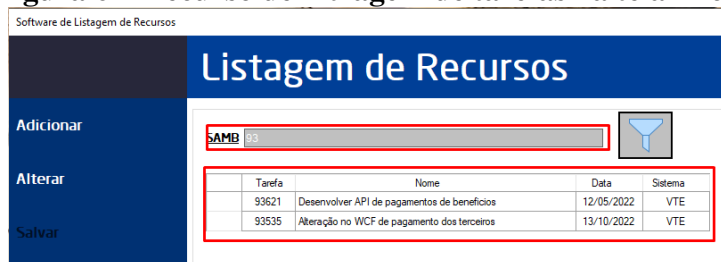 Software de Listagem de Recursos
Listagem de Recursos
Adicionar
SAMB 93
Alterar
Tarefa Nome Data Sistema
93621 Desenvolver API de pagamentos de benefícios 12/05/2022 VTE
93535 Alteração no WCF de pagamento dos terceiros 13/10/2022 VTE
Salvar